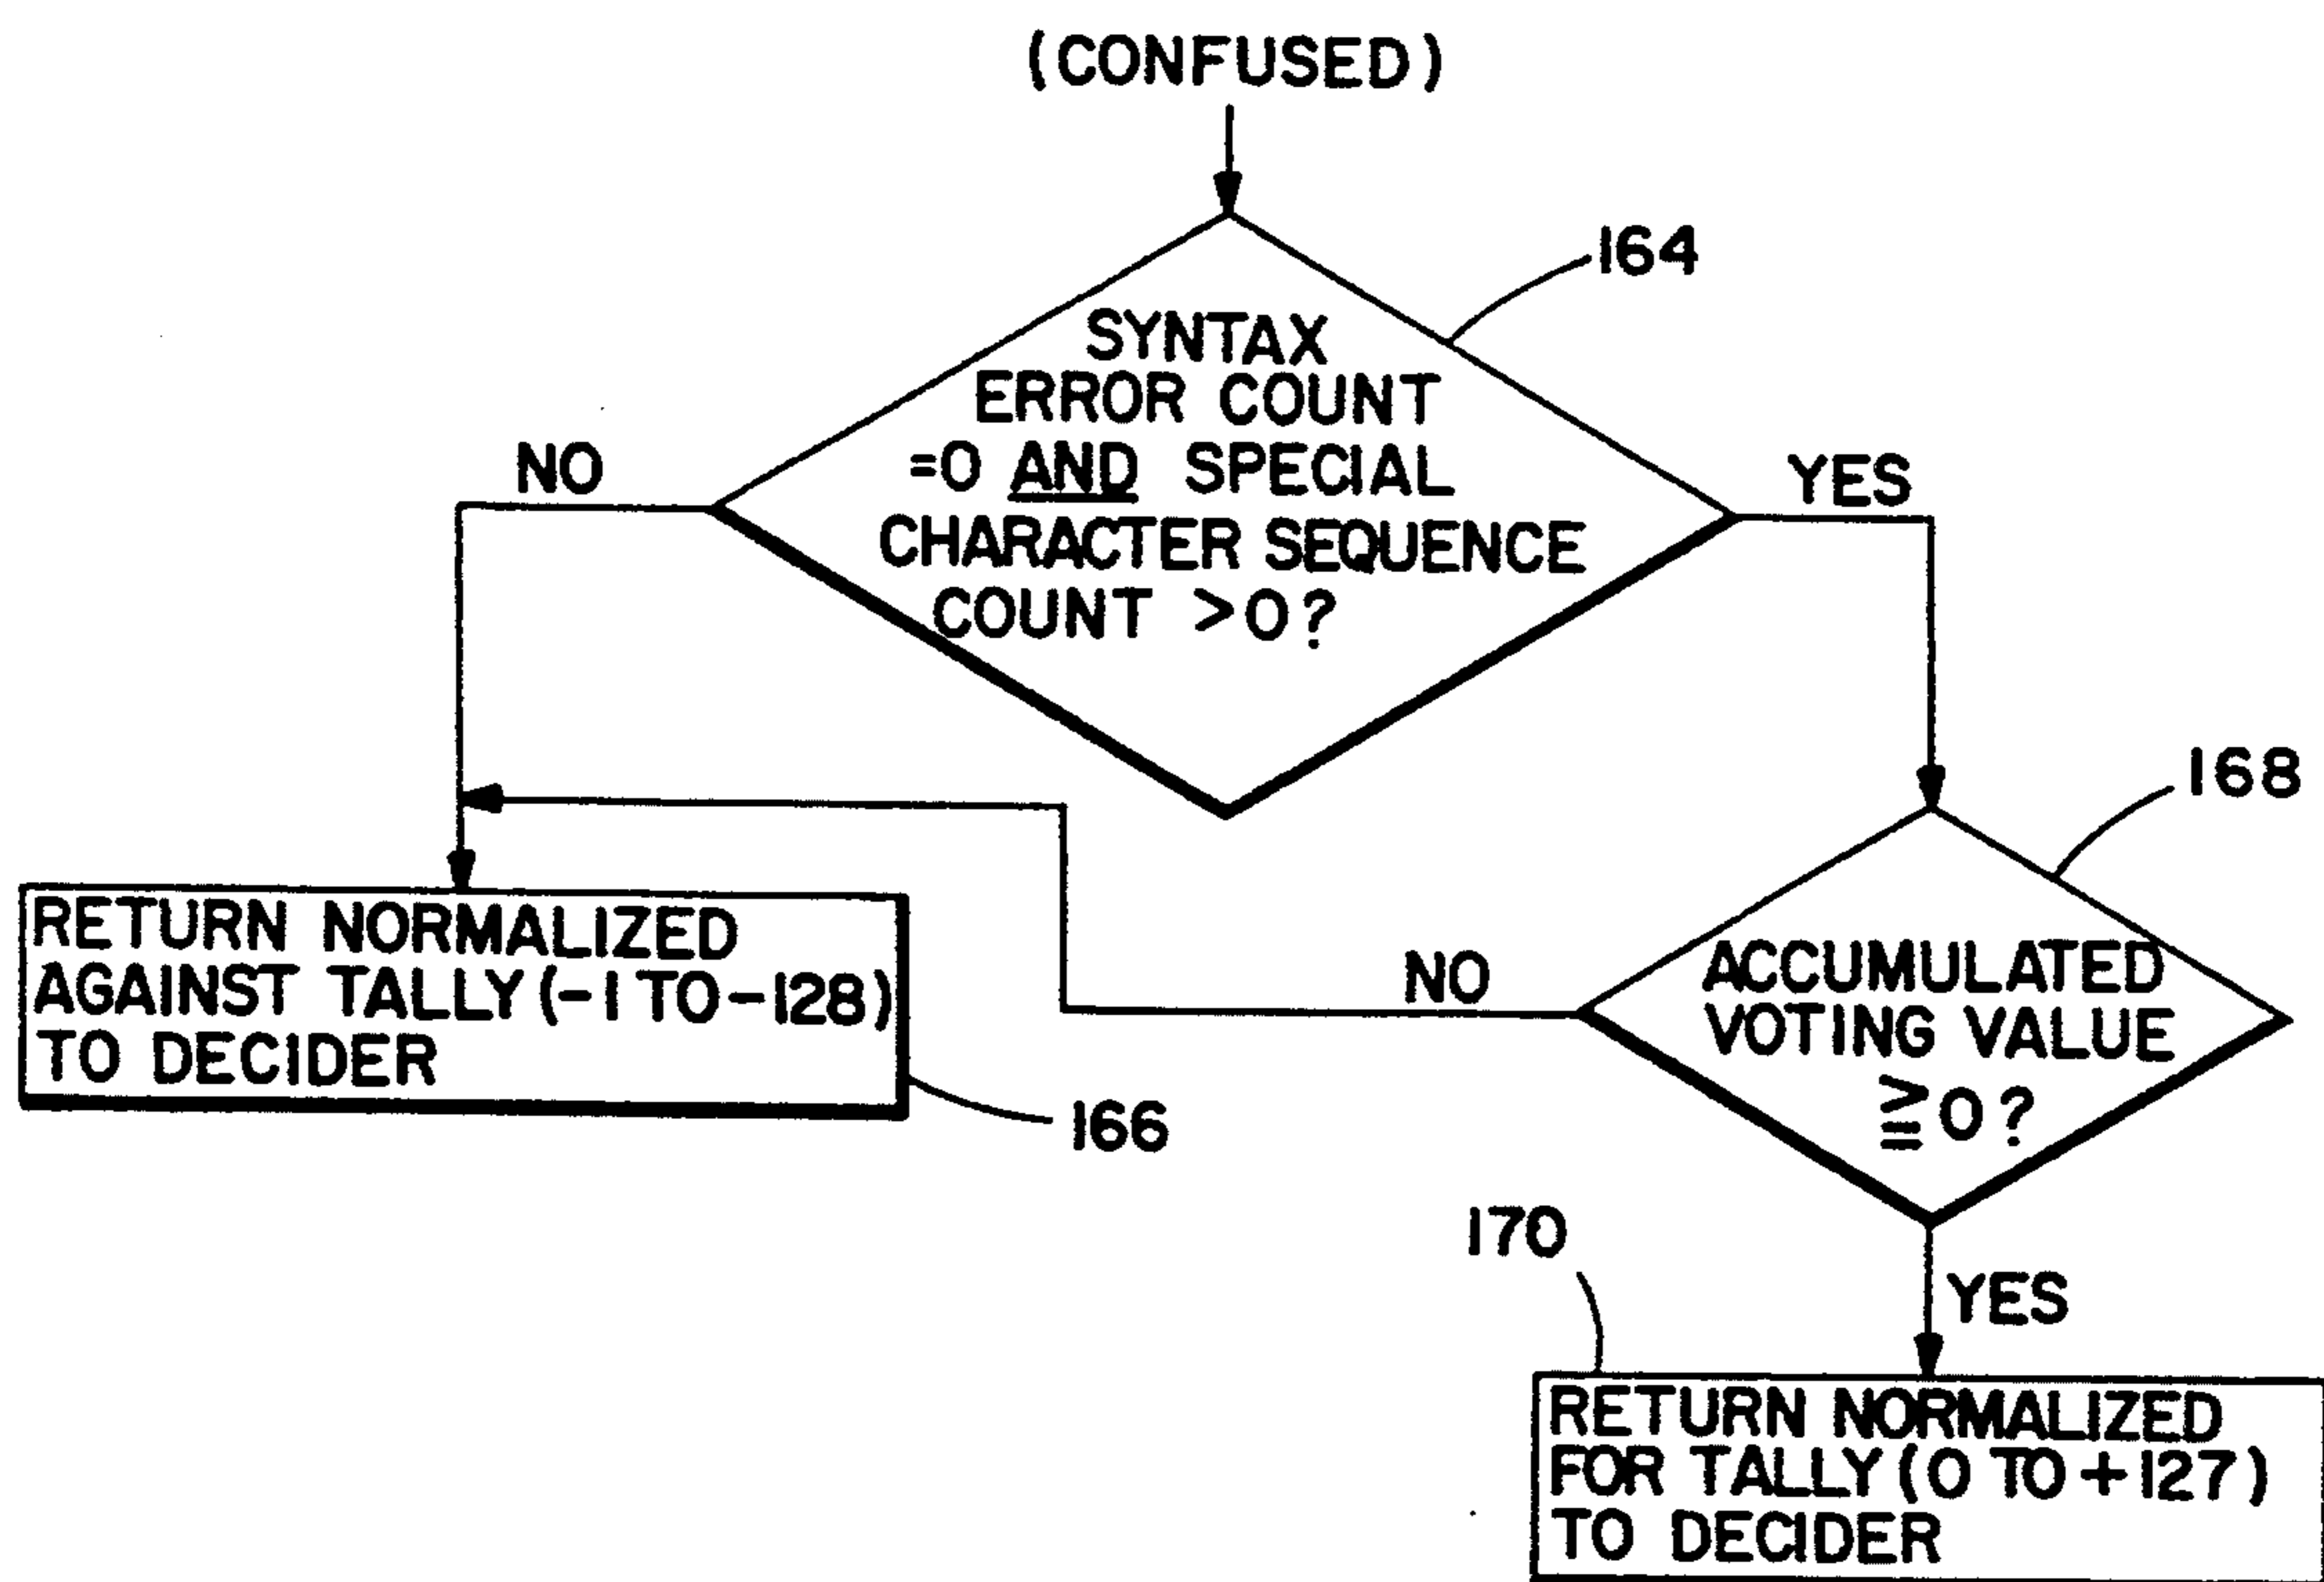 (CONFUSED)
164
SYNTAX
ERROR COUNT
=0 AND SPECIAL
CHARACTER SEQUENCE
COUNT >0?
NO
YES
168
ACCUMULATED
VOTING VALUE
≧0?
NO
RETURN NORMALIZED
AGAINST TALLY (-1 TO -128)
TO DECIDER
166
YES
170
RETURN NORMALIZED
FOR TALLY (0 TO +127)
TO DECIDER